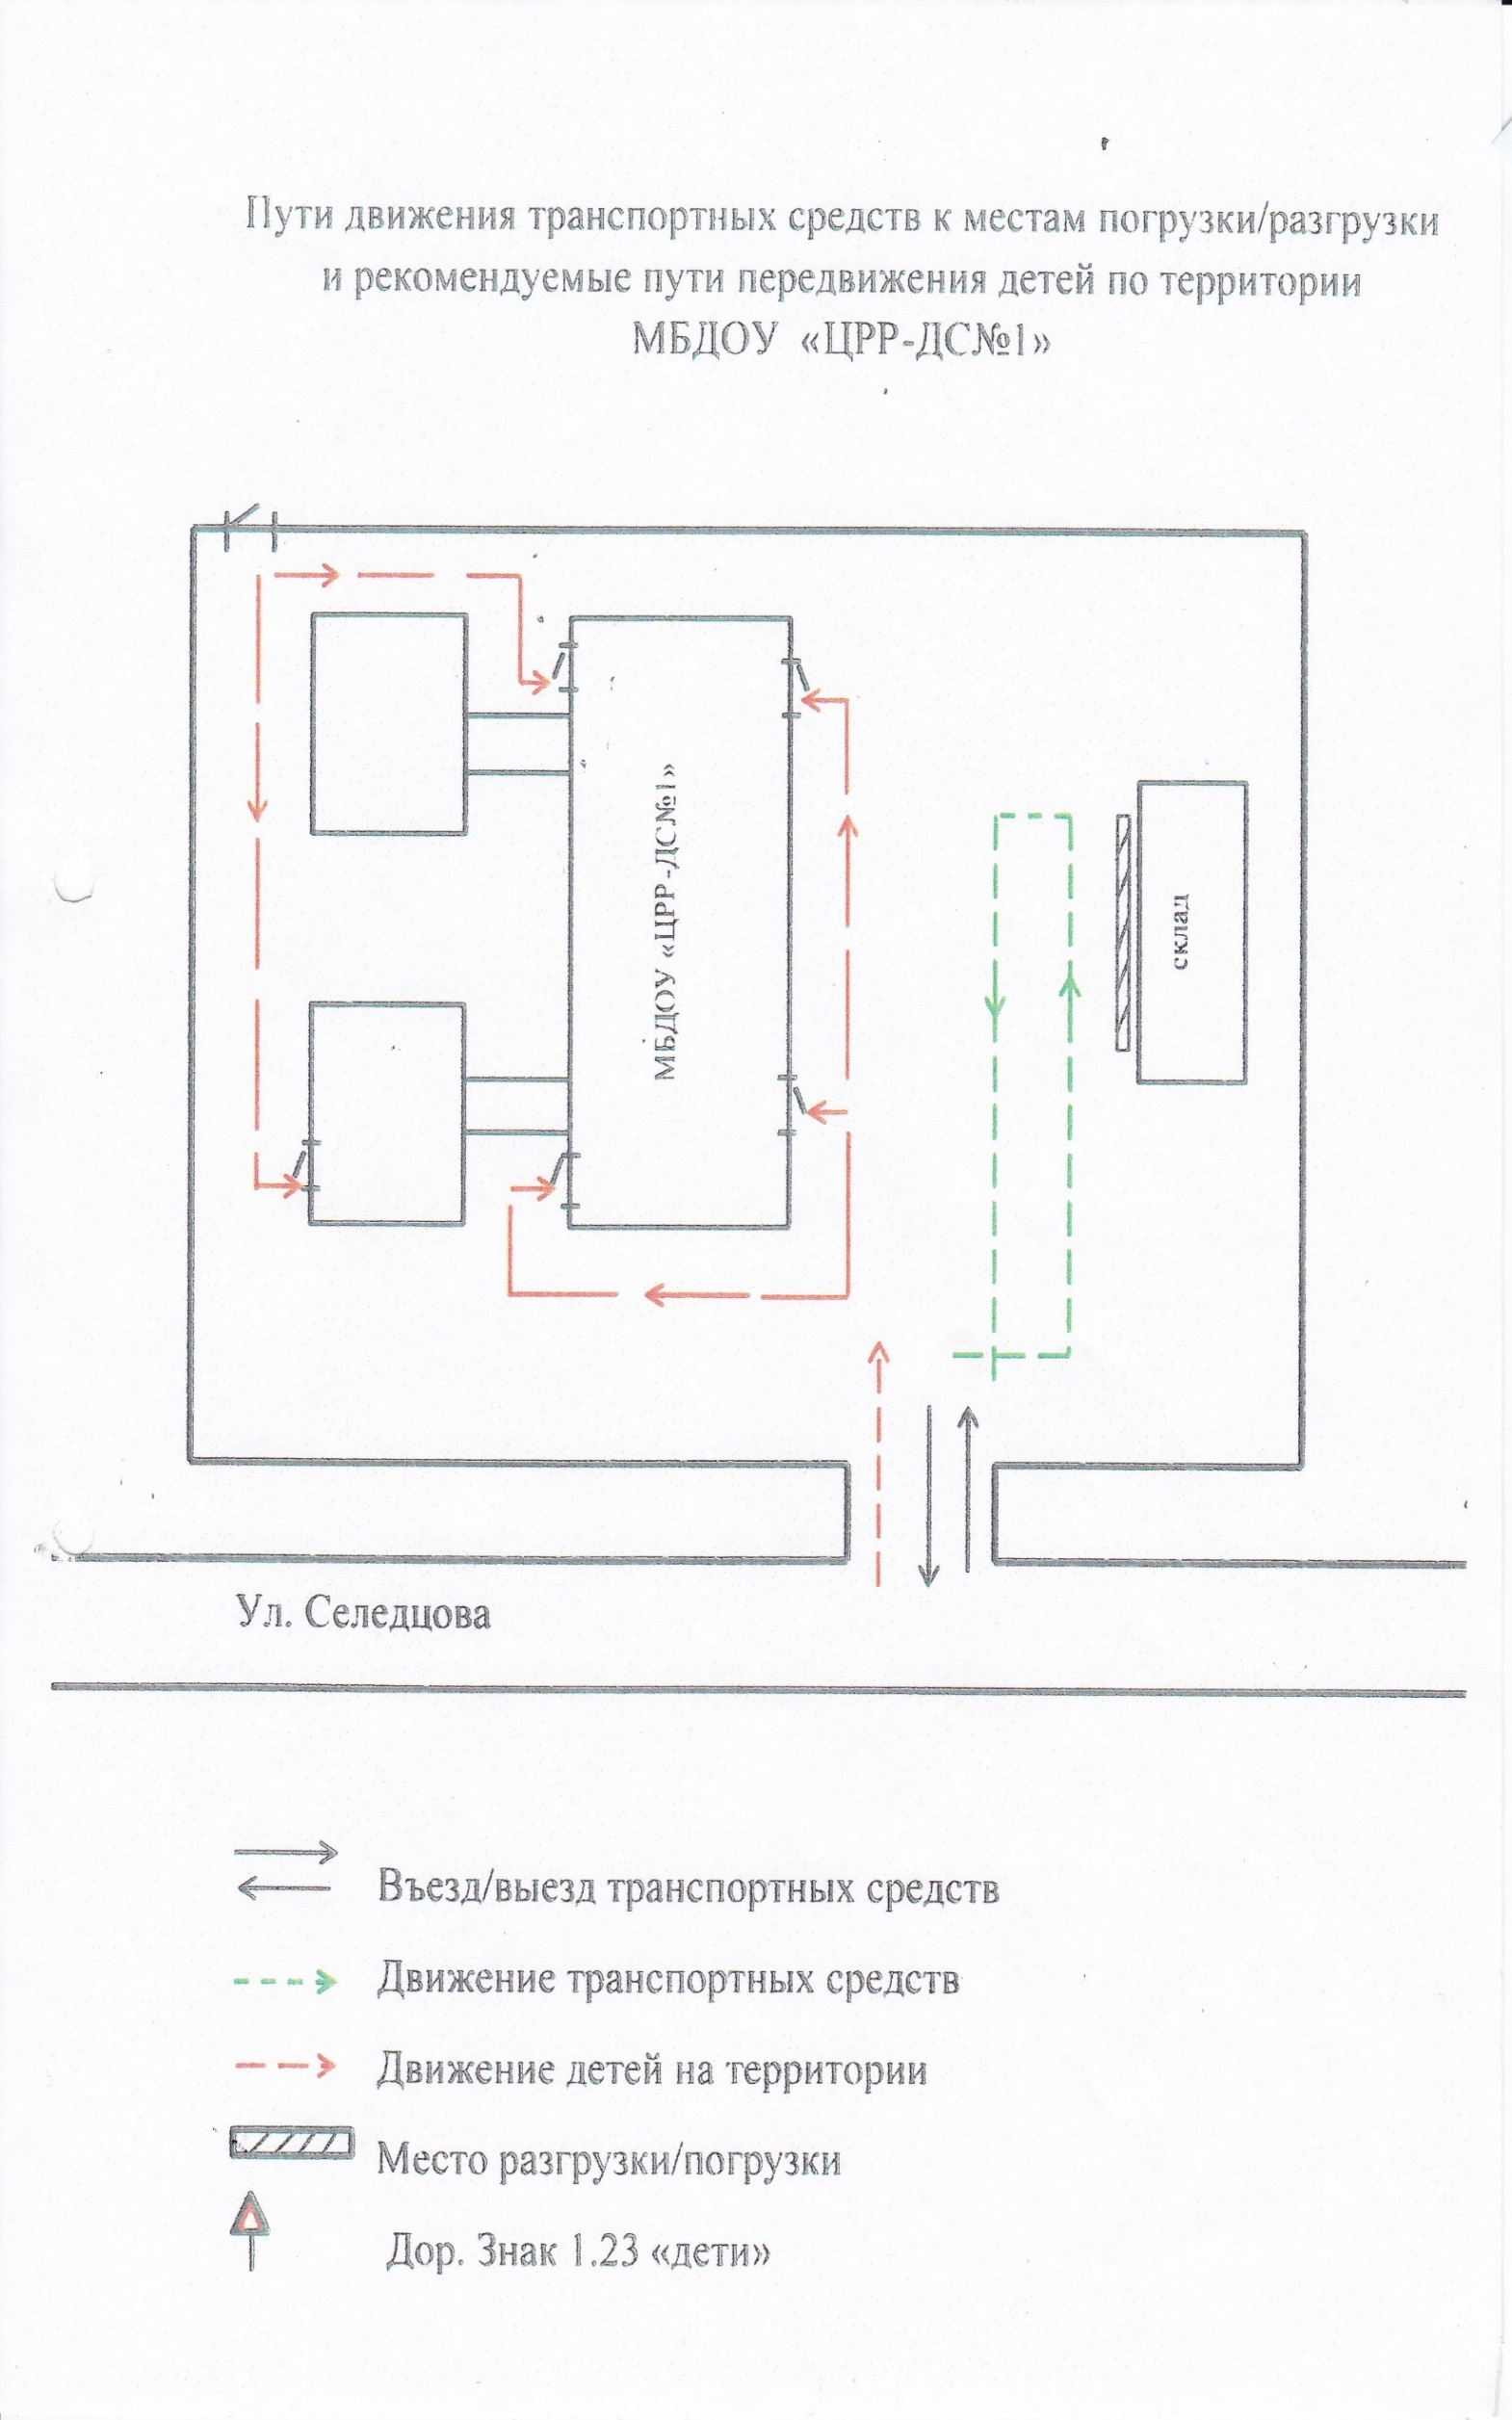 Пути движения транспортных средств к местам погрузки/разгрузки
и рекомендуемые пути передвижения детей по территории
МБДОУ «ЦРР-ДС№1»
МБДОУ «ЦРР-ДС№1»
склад
Ул. Селедцова
Въезд/выезд транспортных средств
Движение транспортных средств
Движение детей на территории
Место разгрузки/погрузки
Дор. Знак 1.23 «дети»